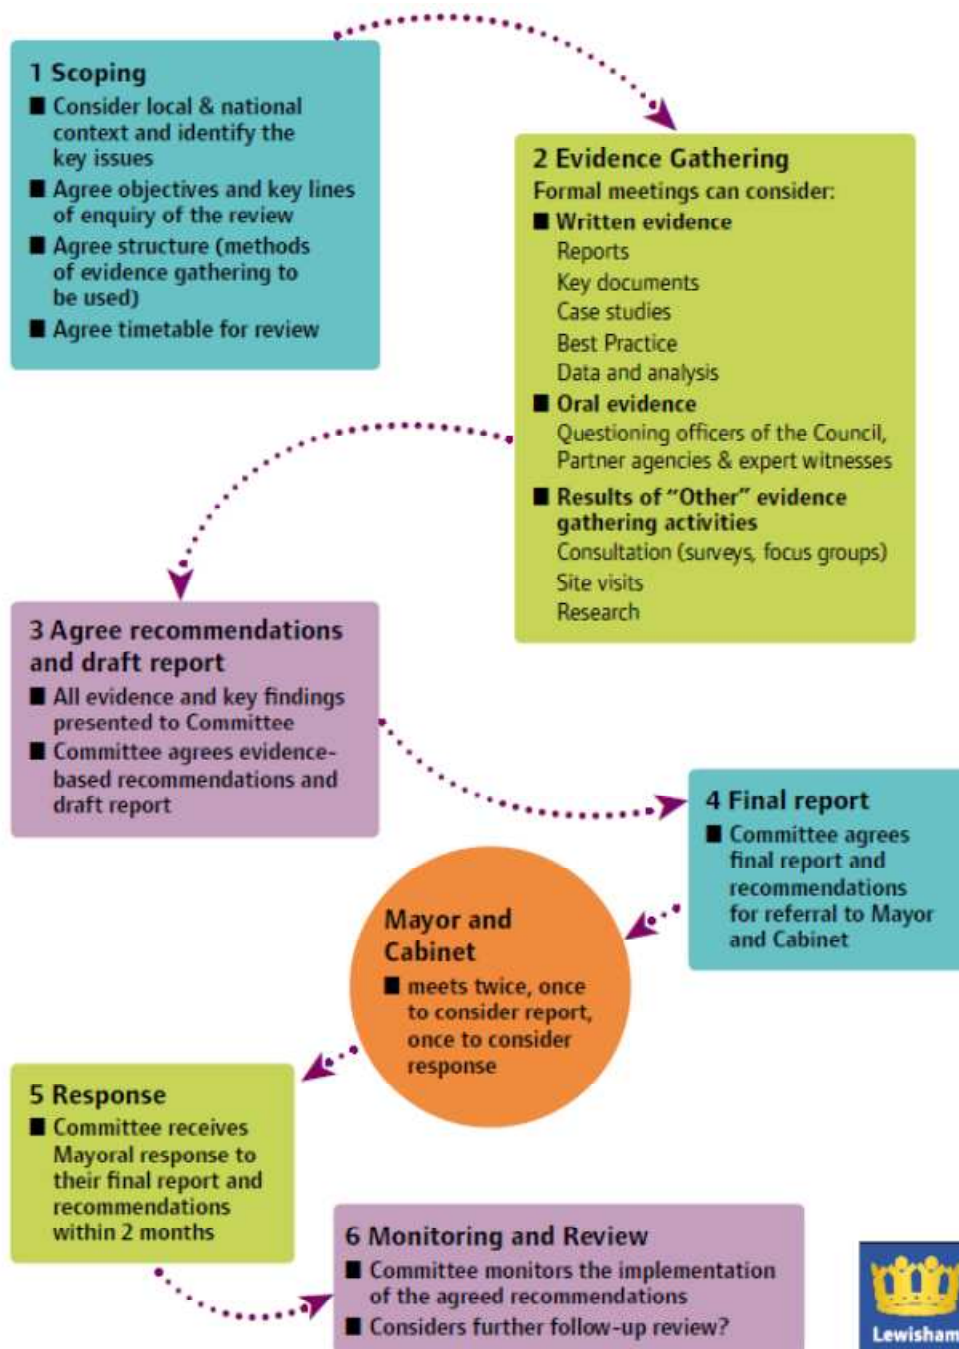 1 Scoping
■ Consider local & national
context and identify the
key issues
■ Agree objectives and key lines
of enquiry of the review
■ Agree structure (methods
of evidence gathering to
be used)
■ Agree timetable for review
2 Evidence Gathering
Formal meetings can consider:
■ Written evidence
Reports
Key documents
Case studies
Best Practice
Data and analysis
■ Oral evidence
Questioning officers of the Council,
Partner agencies & expert witnesses
■ Results of “Other” evidence
gathering activities
Consultation (surveys, focus groups)
Site visits
Research
3 Agree recommendations
and draft report
■ All evidence and key findings
presented to Committee
■ Committee agrees evidence-
based recommendations and
draft report
4 Final report
■ Committee agrees
final report and
recommendations
for referral to Mayor
and Cabinet
Mayor and
Cabinet
■ meets twice, once
to consider report,
once to consider
response
5 Response
■ Committee receives
Mayoral response to
their final report and
recommendations
within 2 months
6 Monitoring and Review
■ Committee monitors the implementation
of the agreed recommendations
■ Considers further follow-up review?
Lewisham